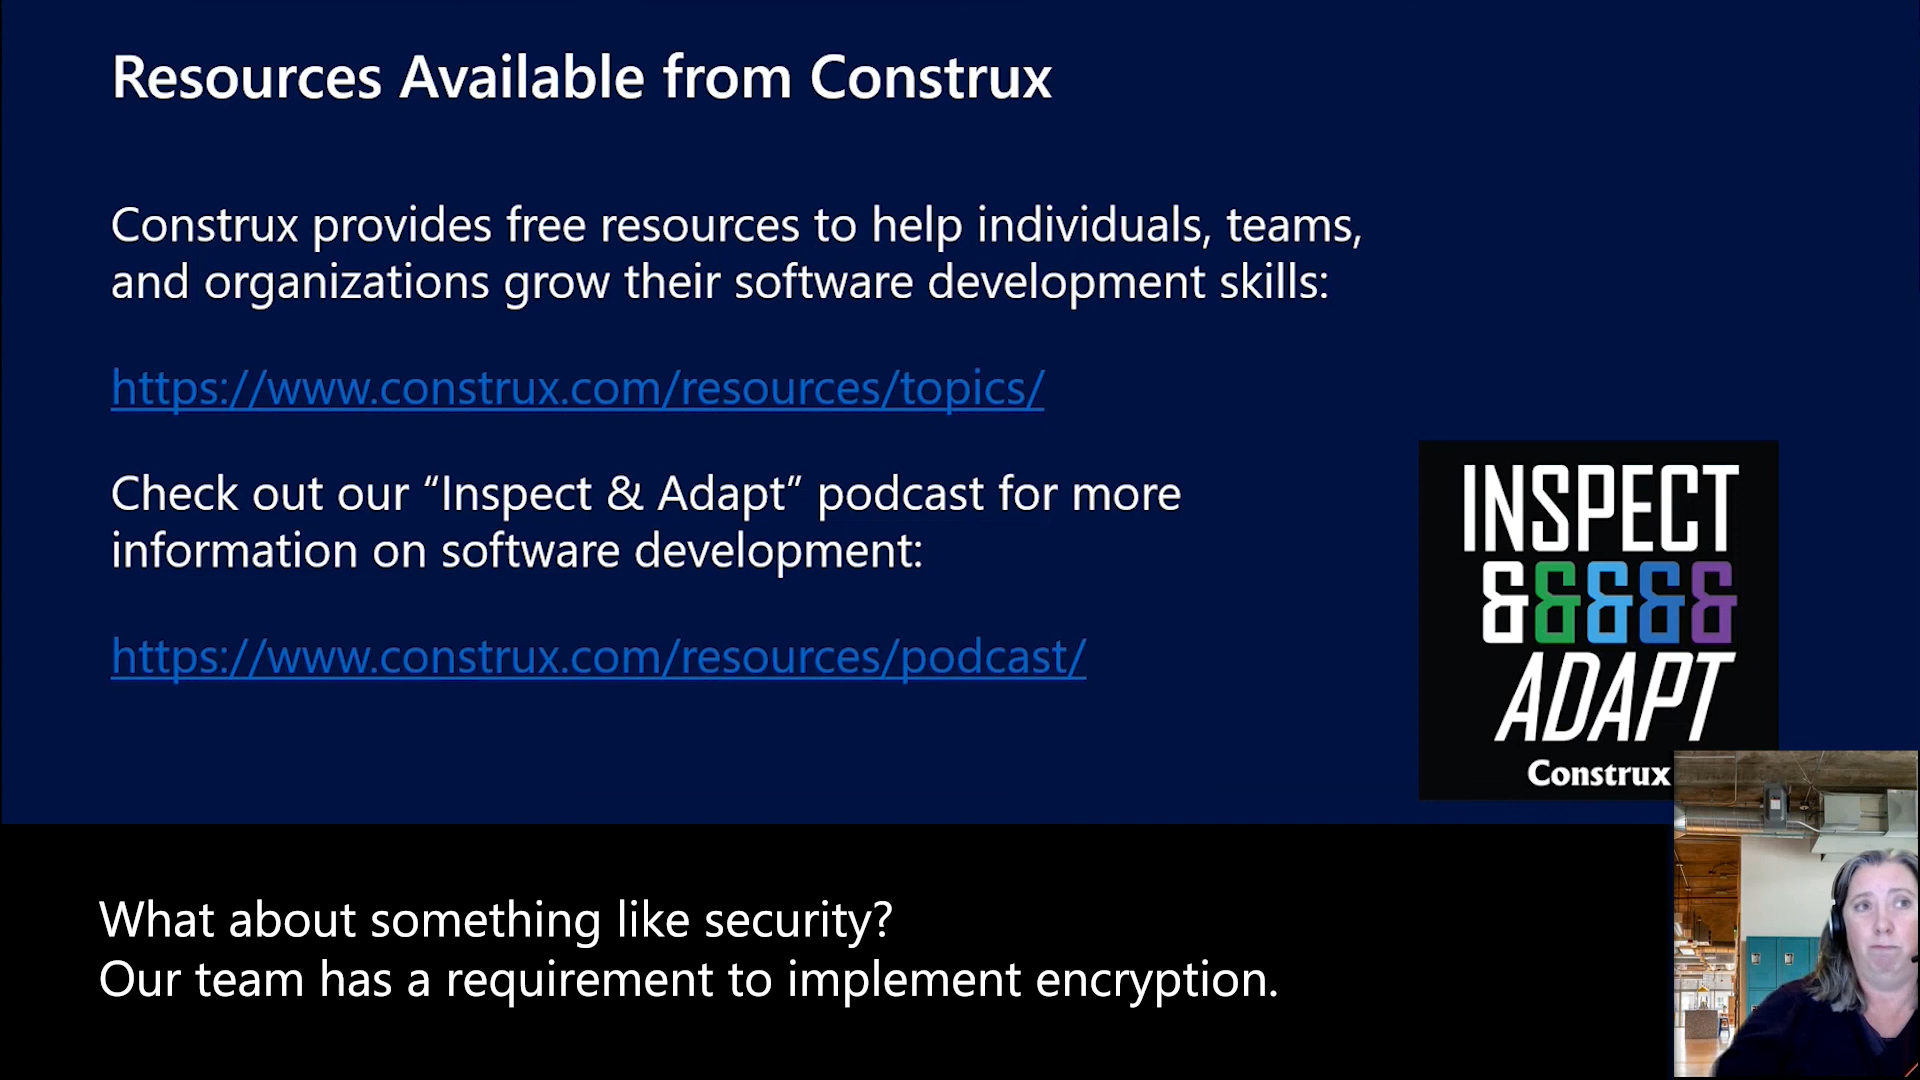 Resources Available from Construx
Construx provides free resources to help individuals, teams,
and organizations grow their software development skills:
https://www.construx.com/resources/topics/
Check out our “Inspect & Adapt” podcast for more
information on software development:
https://www.construx.com/resources/podcast/
INSPECT
&&&&&
ADAPT
Construx
What about something like security?
Our team has a requirement to implement encryption.